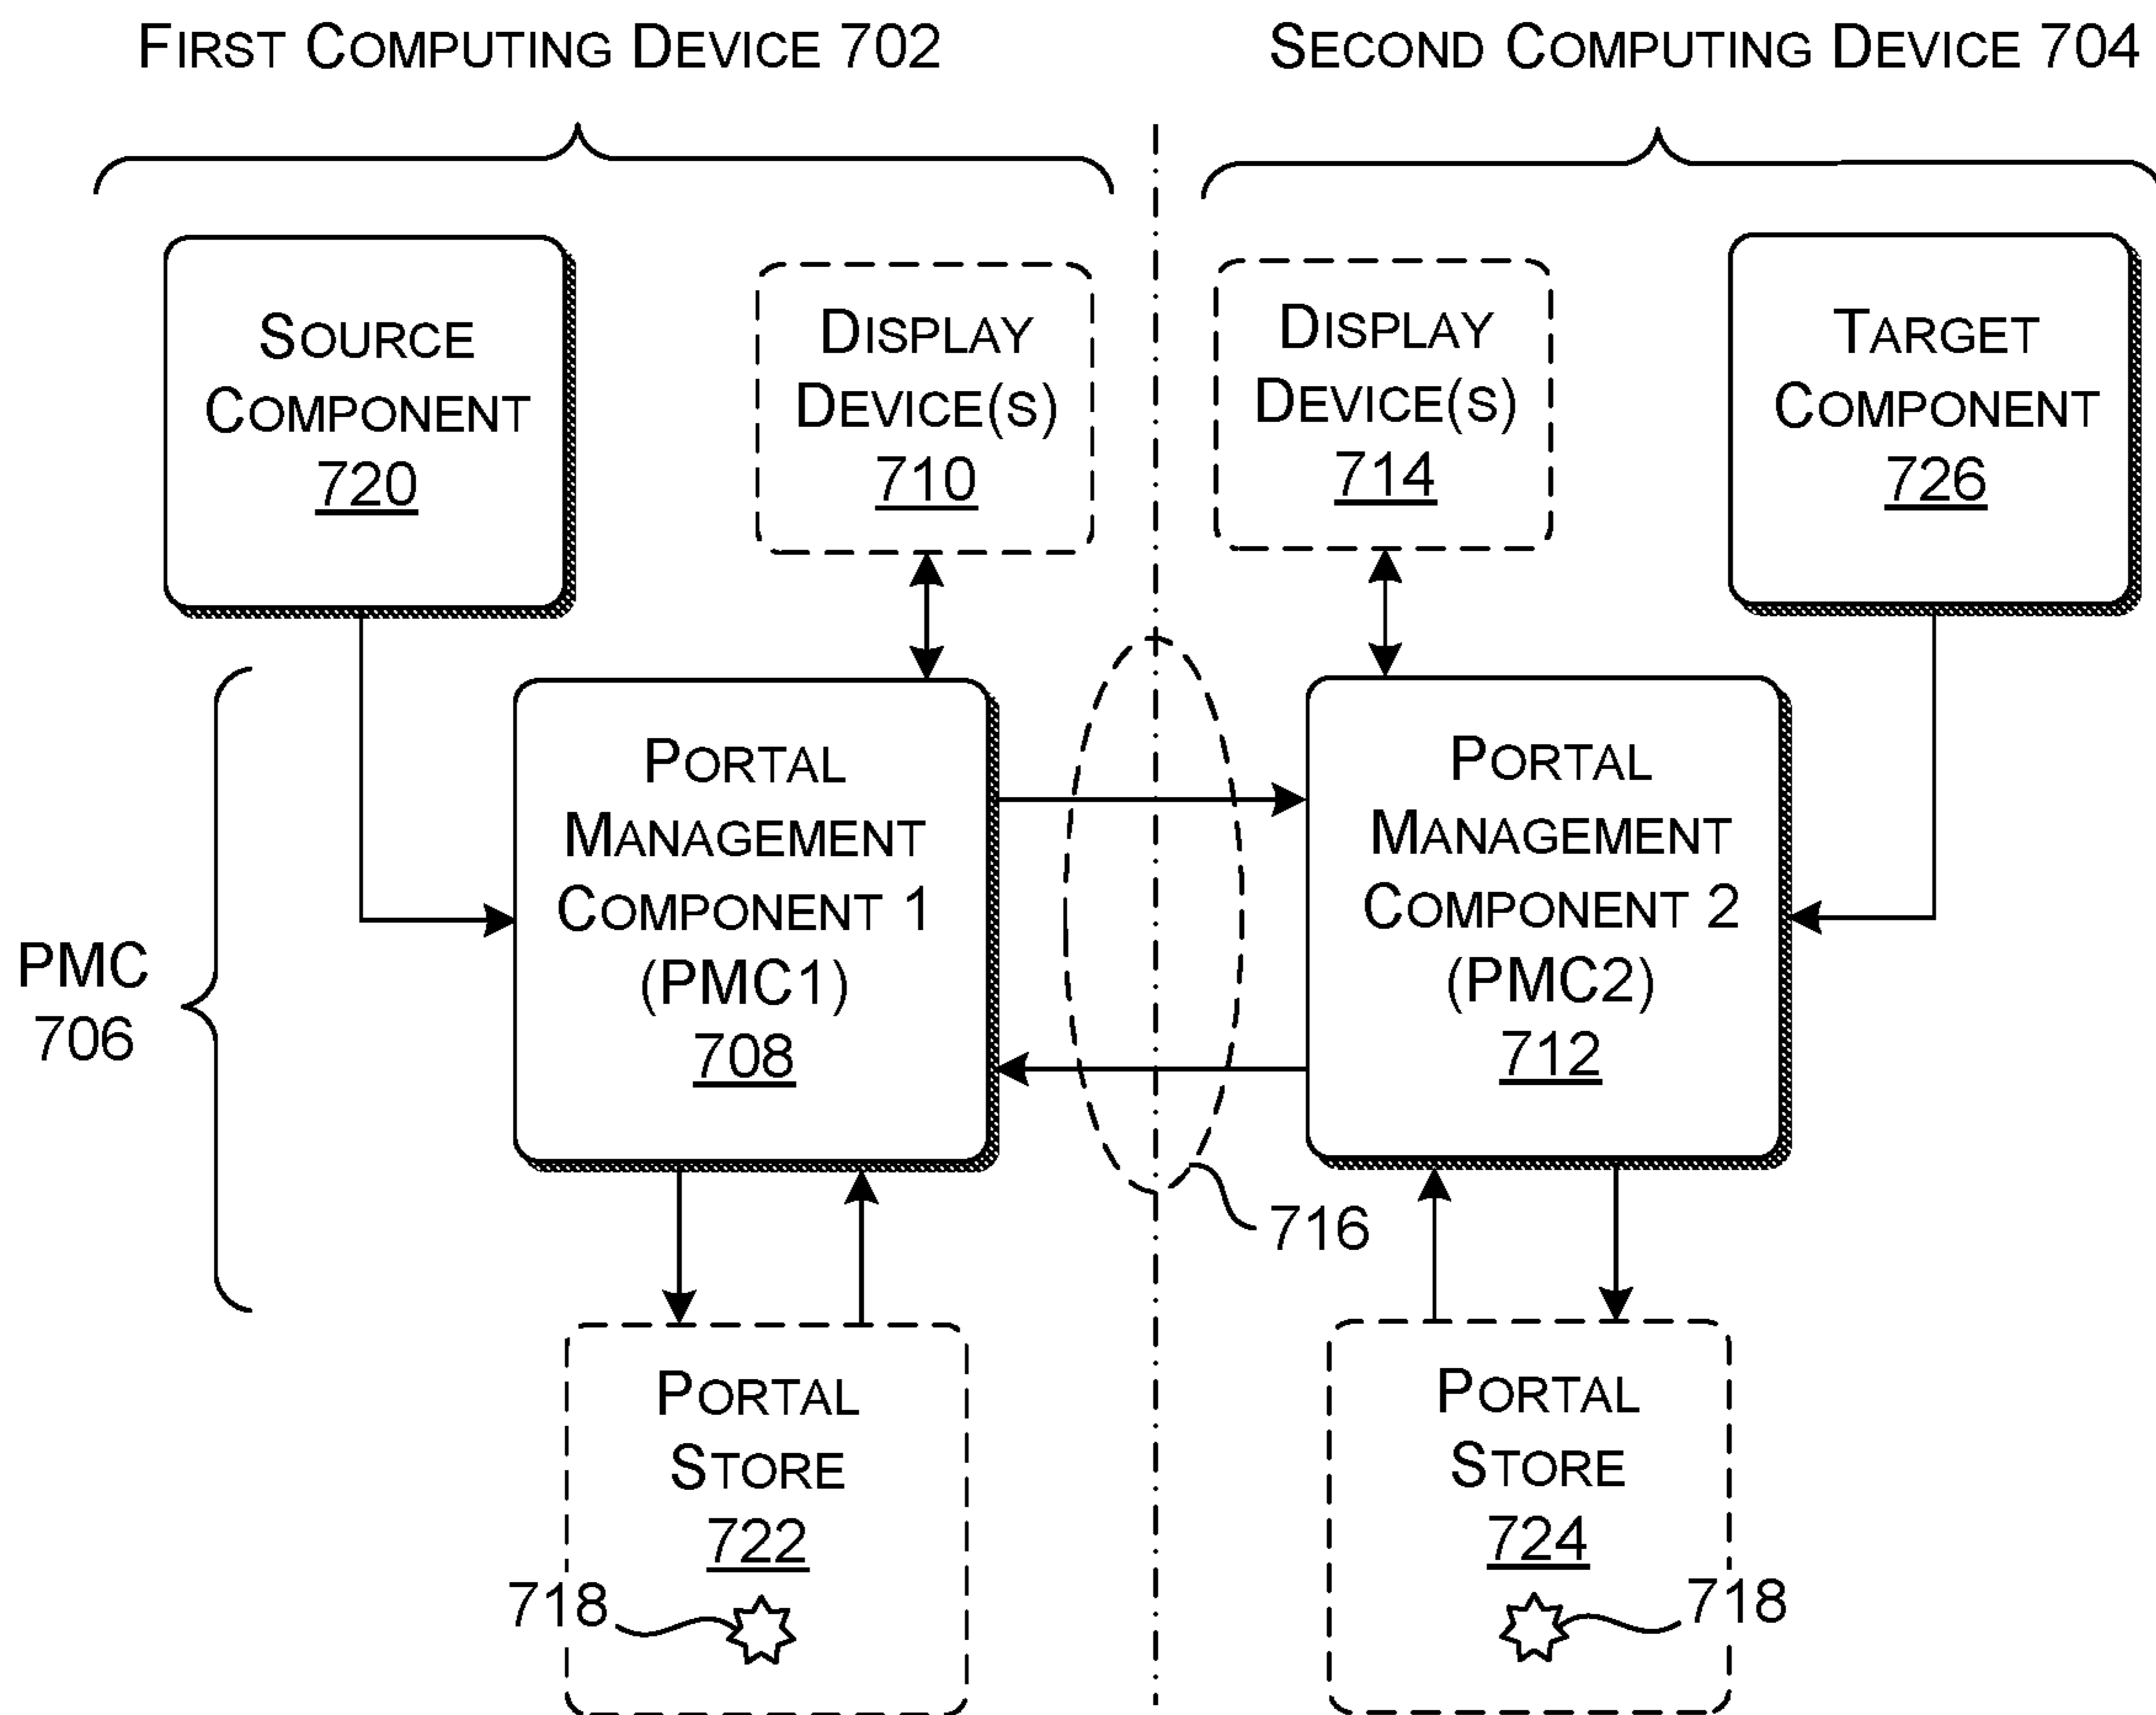 First Computing Device 702
Second Computing Device 704
Source
Component
720
Display
Device(s)
710
Display
Device(s)
714
Target
Component
726
PMC
706
Portal
Management
Component 1
(PMC1)
708
Portal
Management
Component 2
(PMC2)
712
716
Portal
Store
722
718
Portal
Store
724
718